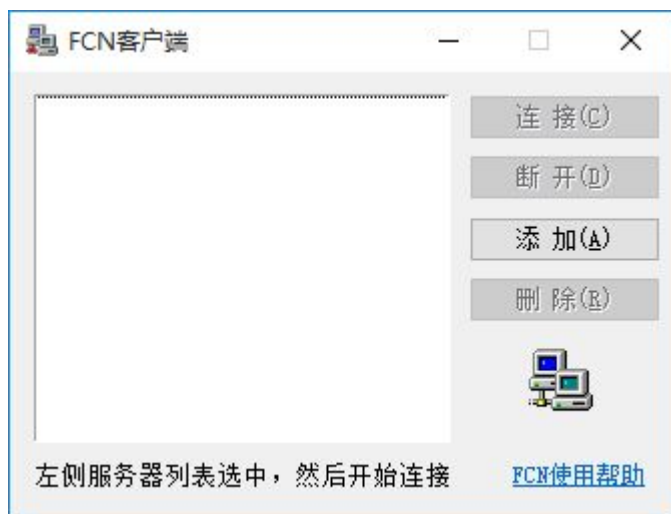 FCN客户端
连 接(C)
断 开(D)
添 加(A)
删 除(R)
左侧服务器列表选中，然后开始连接
FCN使用帮助